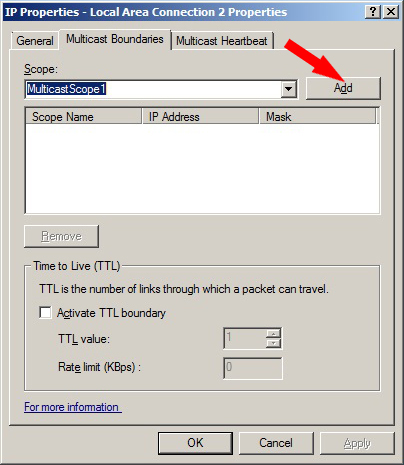 IP Properties - Local Area Connection 2 Properties
General Multicast Boundaries Multicast Heartbeat
Scope:
MulticastScope1 Add
Scope Name IP Address Mask
Remove
Time to Live (TTL)
TTL is the number of links through which a packet can travel.
Activate TTL boundary
TTL value: 1
Rate limit (KBps) : 0
For more information
OK Cancel Apply